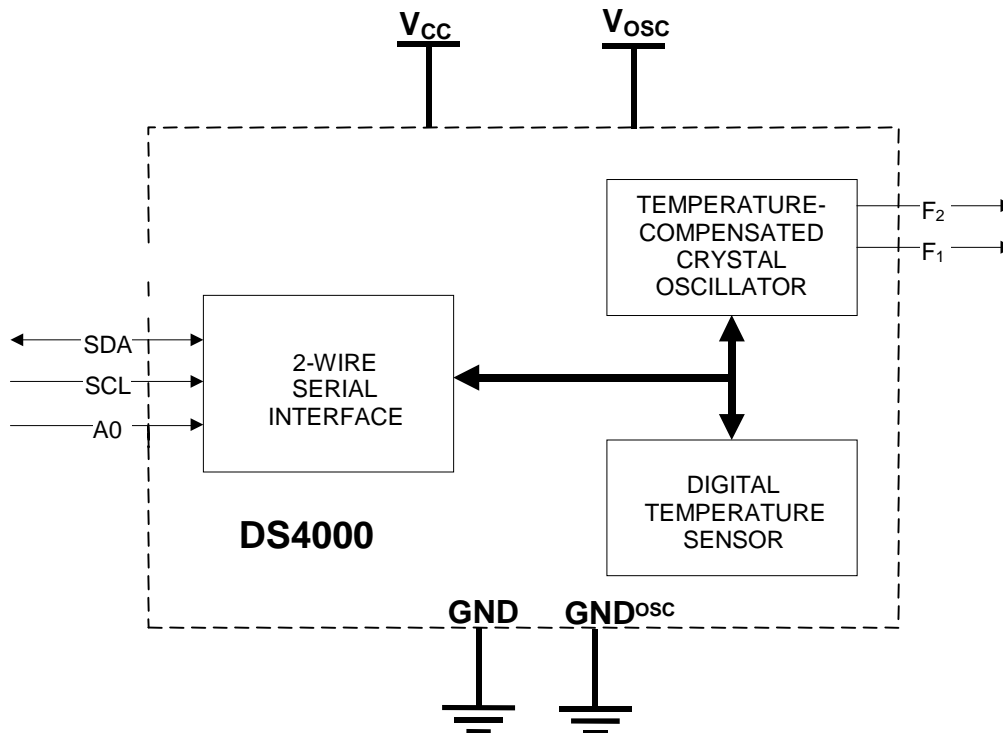 VCC
VOSC
TEMPERATURE-
COMPENSATED
CRYSTAL
OSCILLATOR
F2
F1
SDA
SCL
A0
2-WIRE
SERIAL
INTERFACE
DIGITAL
TEMPERATURE
SENSOR
DS4000
GND
GNDOSC